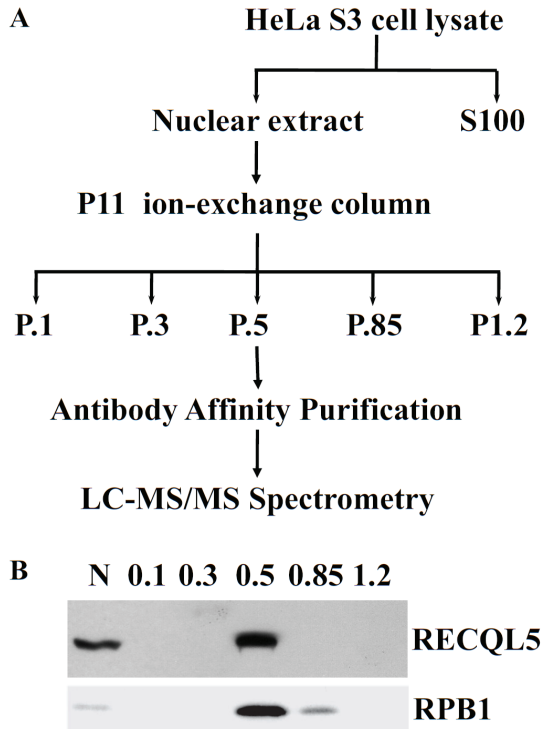 A
HeLa S3 cell lysate
Nuclear extract S100
P11 ion-exchange column
P.1 P.3 P.5 P.85 P1.2
Antibody Affinity Purification
LC-MS/MS Spectrometry
B
N 0.1 0.3 0.5 0.85 1.2
RECQL5
RPB1